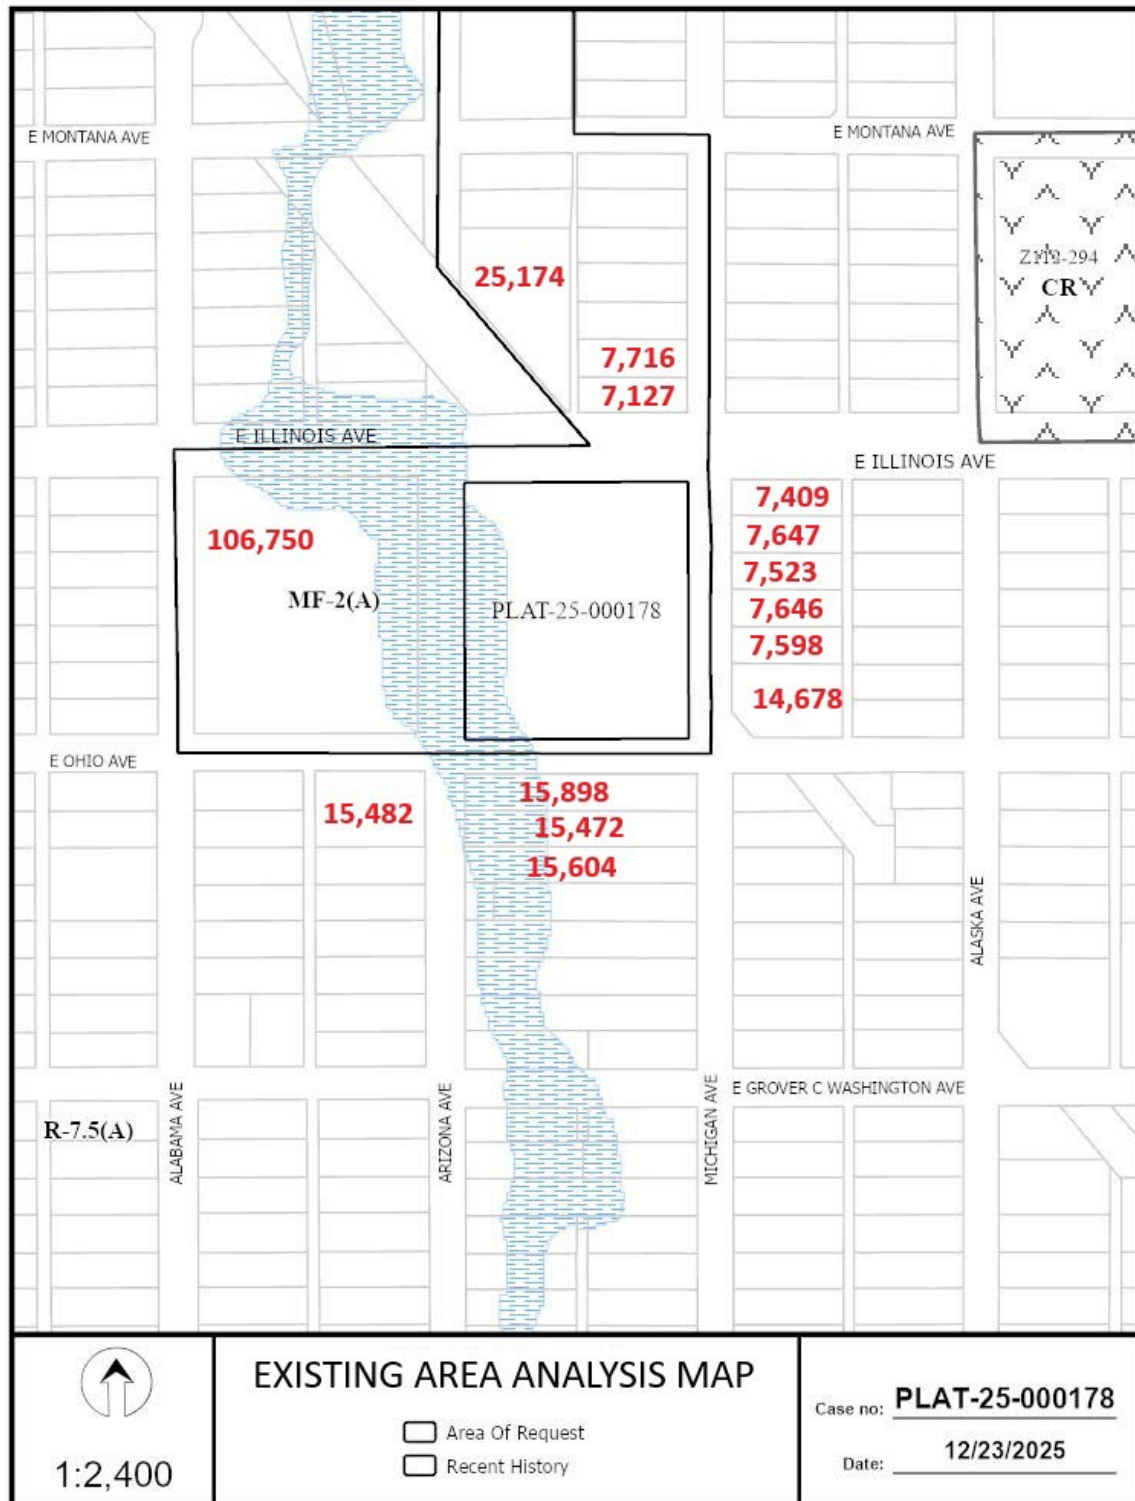 E MONTANA AVE
E MONTANA AVE
Z112-294
CR
25,174
7,716
7,127
E ILLINOIS AVE
E ILLINOIS AVE
7,409
7,647
7,523
7,646
7,598
14,678
106,750
MF-2(A)
PLAT-25-000178
E OHIO AVE
15,482
15,898
15,472
15,604
ALASKA AVE
E GROVER C WASHINGTON AVE
R-7.5(A)
ALABAMA AVE
ARIZONA AVE
MICHIGAN AVE
1:2,400
EXISTING AREA ANALYSIS MAP
Area Of Request
Recent History
Case no: PLAT-25-000178
Date: 12/23/2025